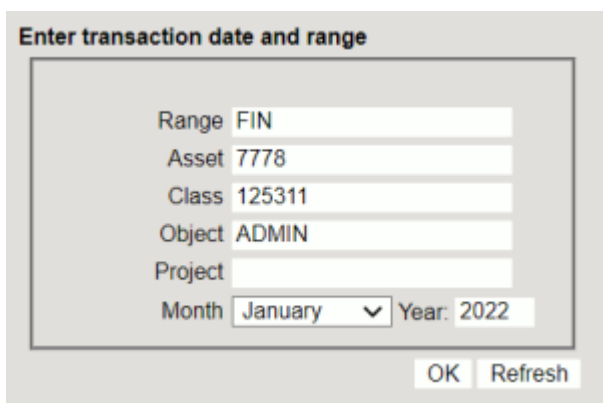 Enter transaction date and range
Range FIN
Asset 7778
Class 125311
Object ADMIN
Project
Month January Year: 2022
OK Refresh